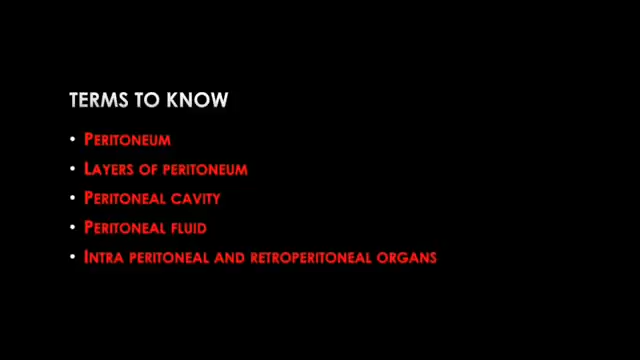 TERMS TO KNOW
• PERITONEUM
• LAYERS OF PERITONEUM
• PERITONEAL CAVITY
• PERITONEAL FLUID
• INTRA PERITONEAL AND RETROPERITONEAL ORGANS